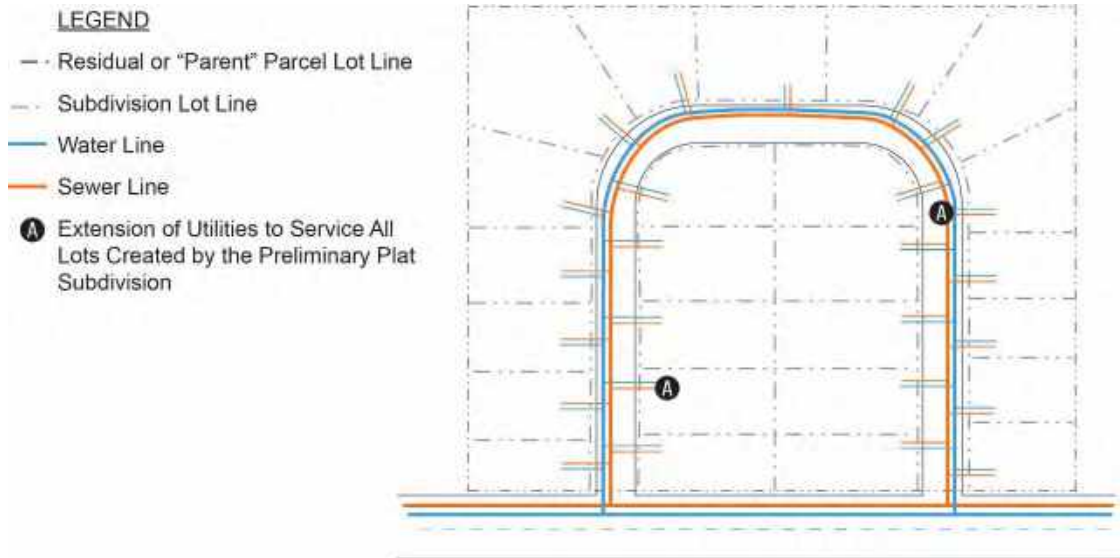 LEGEND
Residual or “Parent” Parcel Lot Line
Subdivision Lot Line
Water Line
Sewer Line
A Extension of Utilities to Service All
Lots Created by the Preliminary Plat
Subdivision
A
A